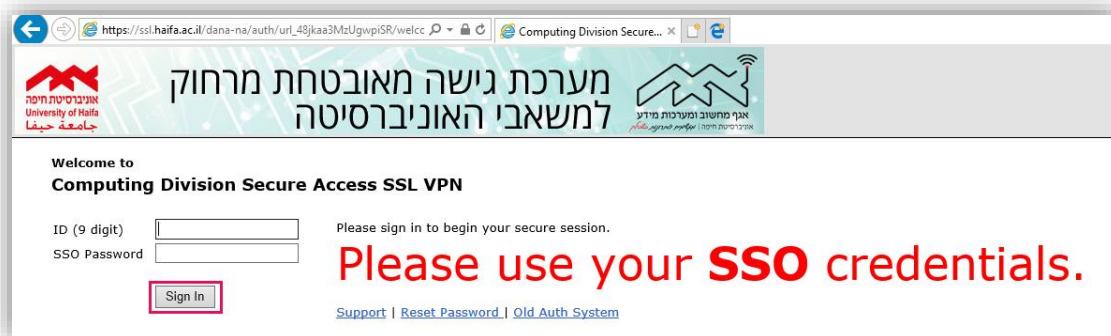 https://ssl.haifa.ac.il/dana-na/auth/url_48jkaa3MzUgwpiSR/welcc
Computing Division Secure...
אוניברסיטת חיפה
University of Haifa
جامعة حيفا
מערכת גישה מאובטחת מרחוק
למשאבי האוניברסיטה
אגף מחשוב ומערכות מידע
Welcome to
Computing Division Secure Access SSL VPN
ID (9 digit)
SSO Password
Sign In
Please sign in to begin your secure session.
Please use your SSO credentials.
Support | Reset Password | Old Auth System